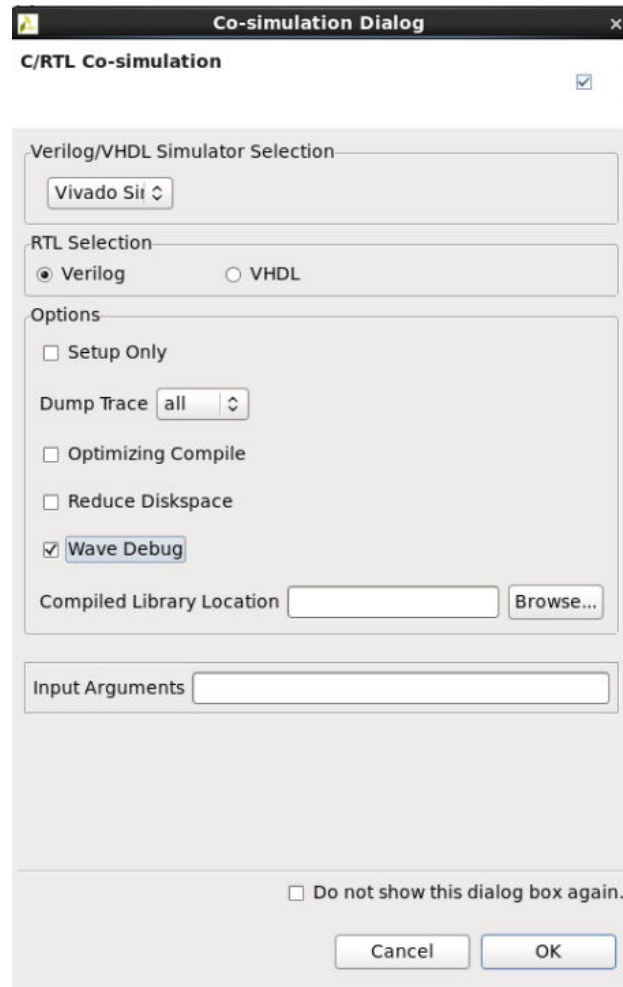 Co-simulation Dialog ×
C/RTL Co-simulation
Verilog/VHDL Simulator Selection
Vivado Sir
RTL Selection
Verilog VHDL
Options
Setup Only
Dump Trace all
Optimizing Compile
Reduce Diskspace
Wave Debug
Compiled Library Location Browse...
Input Arguments
Do not show this dialog box again.
Cancel OK